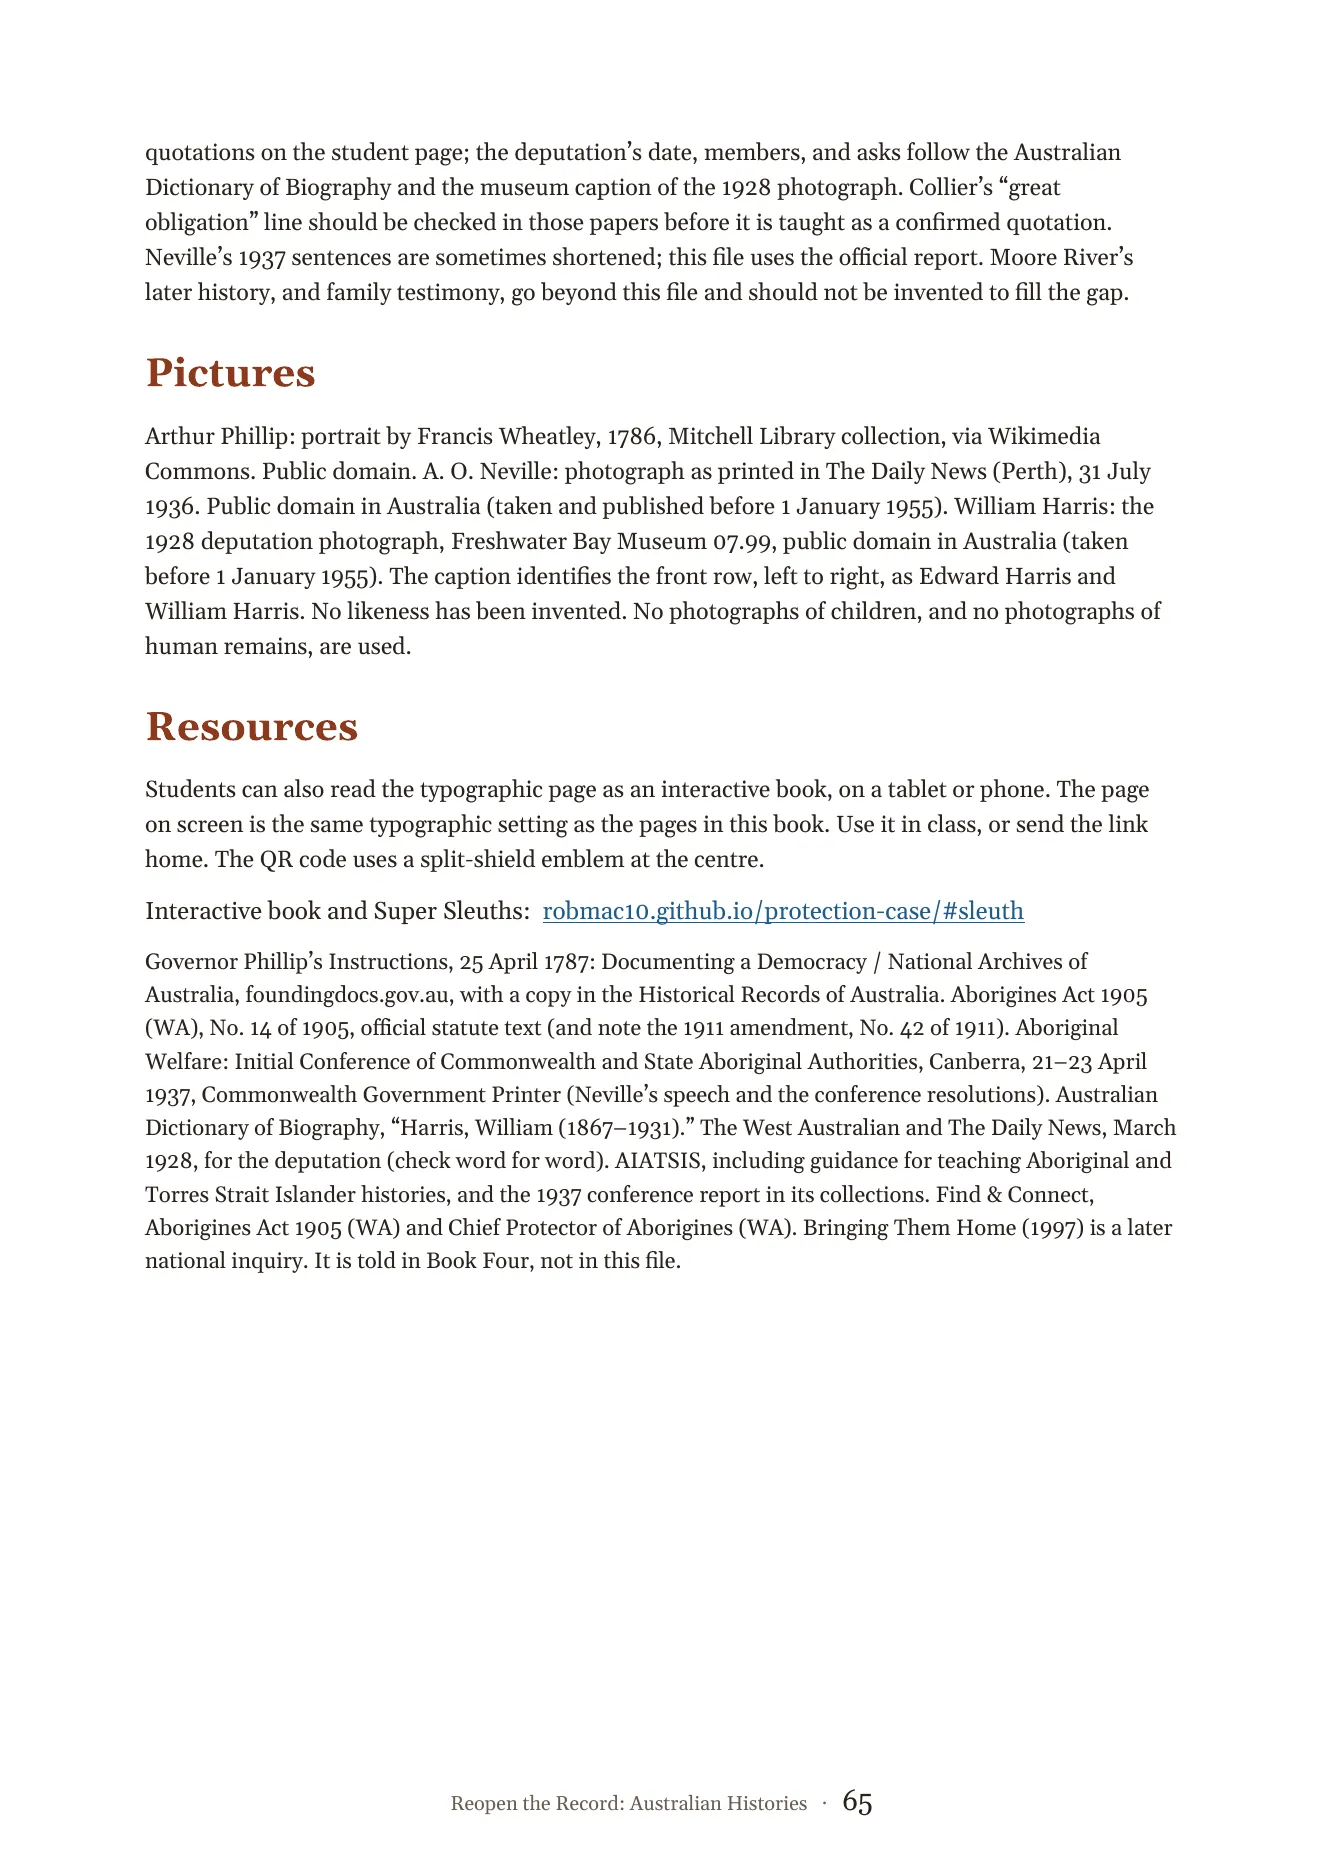 quotations on the student page; the deputation’s date, members, and asks follow the Australian
Dictionary of Biography and the museum caption of the 1928 photograph. Collier’s “great
obligation” line should be checked in those papers before it is taught as a confirmed quotation.
Neville’s 1937 sentences are sometimes shortened; this file uses the official report. Moore River’s
later history, and family testimony, go beyond this file and should not be invented to fill the gap.
Pictures
Arthur Phillip: portrait by Francis Wheatley, 1786, Mitchell Library collection, via Wikimedia
Commons. Public domain. A. O. Neville: photograph as printed in The Daily News (Perth), 31 July
1936. Public domain in Australia (taken and published before 1 January 1955). William Harris: the
1928 deputation photograph, Freshwater Bay Museum 07.99, public domain in Australia (taken
before 1 January 1955). The caption identifies the front row, left to right, as Edward Harris and
William Harris. No likeness has been invented. No photographs of children, and no photographs of
human remains, are used.
Resources
Students can also read the typographic page as an interactive book, on a tablet or phone. The page
on screen is the same typographic setting as the pages in this book. Use it in class, or send the link
home. The QR code uses a split-shield emblem at the centre.
Interactive book and Super Sleuths: robmac10.github.io/protection-case/#sleuth
Governor Phillip’s Instructions, 25 April 1787: Documenting a Democracy / National Archives of
Australia, foundingdocs.gov.au, with a copy in the Historical Records of Australia. Aborigines Act 1905
(WA), No. 14 of 1905, official statute text (and note the 1911 amendment, No. 42 of 1911). Aboriginal
Welfare: Initial Conference of Commonwealth and State Aboriginal Authorities, Canberra, 21–23 April
1937, Commonwealth Government Printer (Neville’s speech and the conference resolutions). Australian
Dictionary of Biography, “Harris, William (1867–1931).” The West Australian and The Daily News, March
1928, for the deputation (check word for word). AIATSIS, including guidance for teaching Aboriginal and
Torres Strait Islander histories, and the 1937 conference report in its collections. Find & Connect,
Aborigines Act 1905 (WA) and Chief Protector of Aborigines (WA). Bringing Them Home (1997) is a later
national inquiry. It is told in Book Four, not in this file.
Reopen the Record: Australian Histories · 65